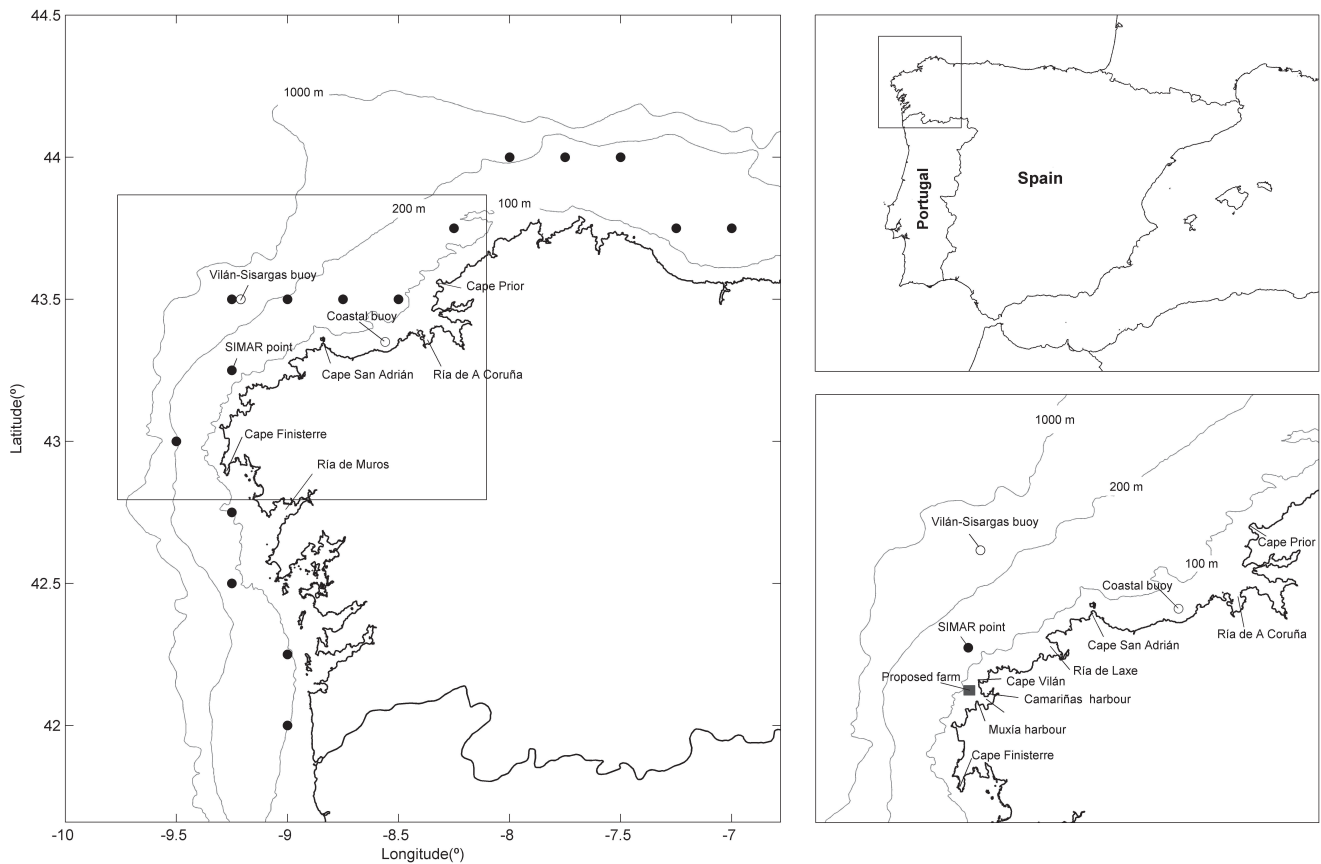 44.5
44
43.5
43
42.5
42
-10
-9.5
-9
-8.5
-8
-7.5
-7
Latitude(º)
Longitude(º)
1000 m
200 m
100 m
Vilán-Sisargas buoy
Cape Prior
Coastal buoy
SIMAR point
Cape San Adrián
Ría de A Coruña
Cape Finisterre
Ría de Muros
Portugal
Spain
1000 m
200 m
Vilán-Sisargas buoy
Cape Prior
100 m
Coastal buoy
SIMAR point
Ría de A Coruña
Cape San Adrián
Ría de Laxe
Proposed farm
Cape Vilán
Camariñas harbour
Muxía harbour
Cape Finisterre